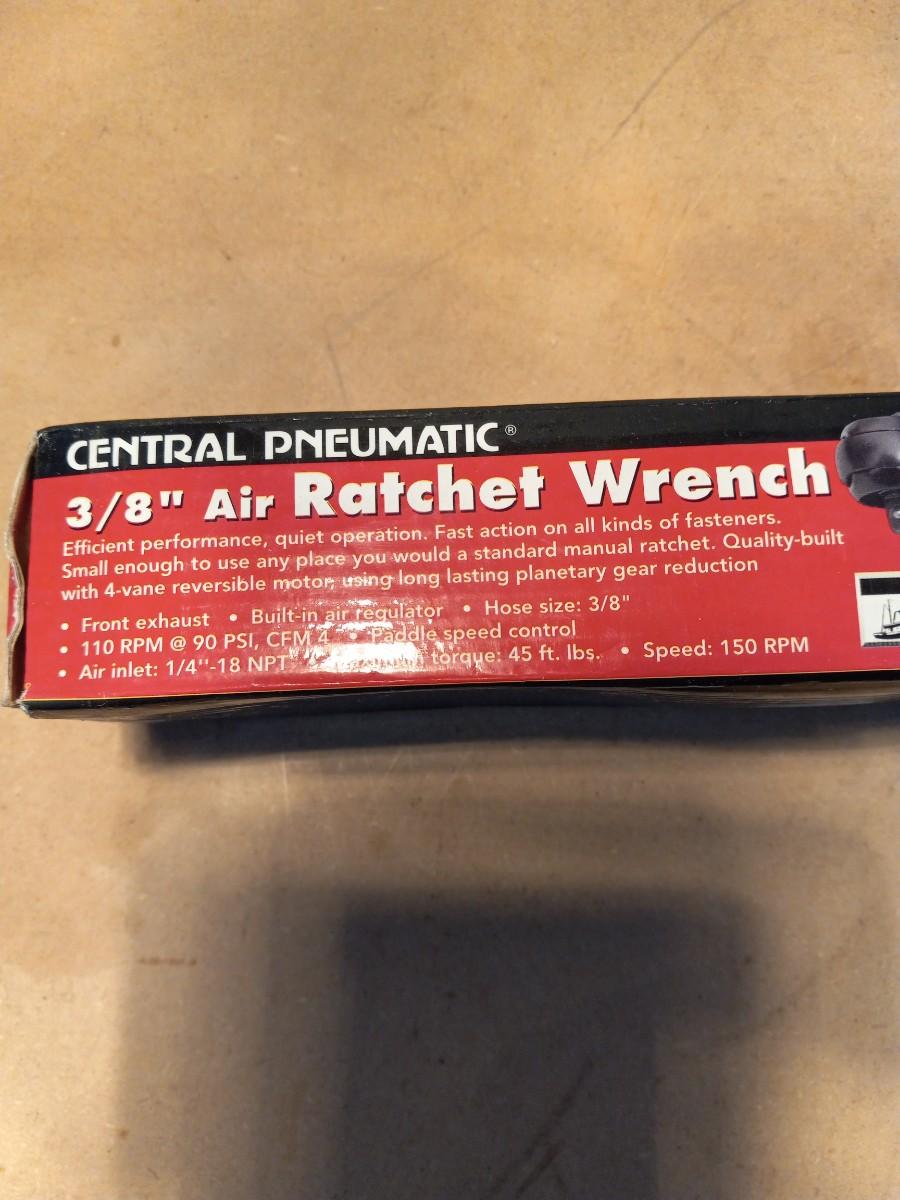 CENTRAL PNEUMATIC®
3/8" Air Ratchet Wrench
Efficient performance, quiet operation. Fast action on all kinds of fasteners.
Small enough to use any place you would a standard manual ratchet. Quality-built
with 4-vane reversible motor, using long lasting planetary gear reduction
• Front exhaust • Built-in air regulator • Hose size: 3/8"
• 110 RPM @ 90 PSI, CFM 4 • Paddle speed control
• Air inlet: 1/4"-18 NPT torque: 45 ft. lbs. • Speed: 150 RPM